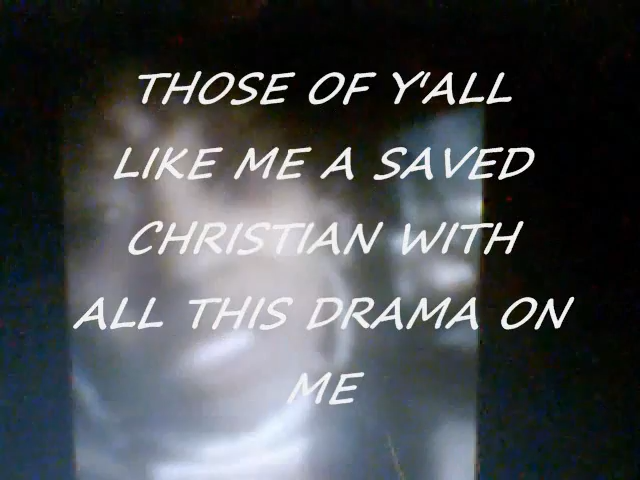 THOSE OF Y'ALL
LIKE ME A SAVED
CHRISTIAN WITH
ALL THIS DRAMA ON
ME